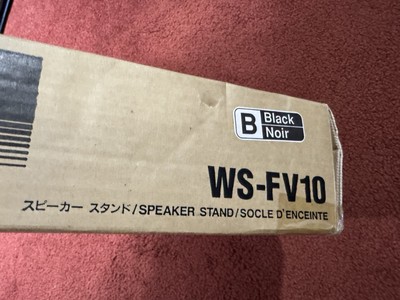 B Black
Noir
WS-FV10
スピーカー スタンド/SPEAKER STAND/SOCLE D'ENCEINTE